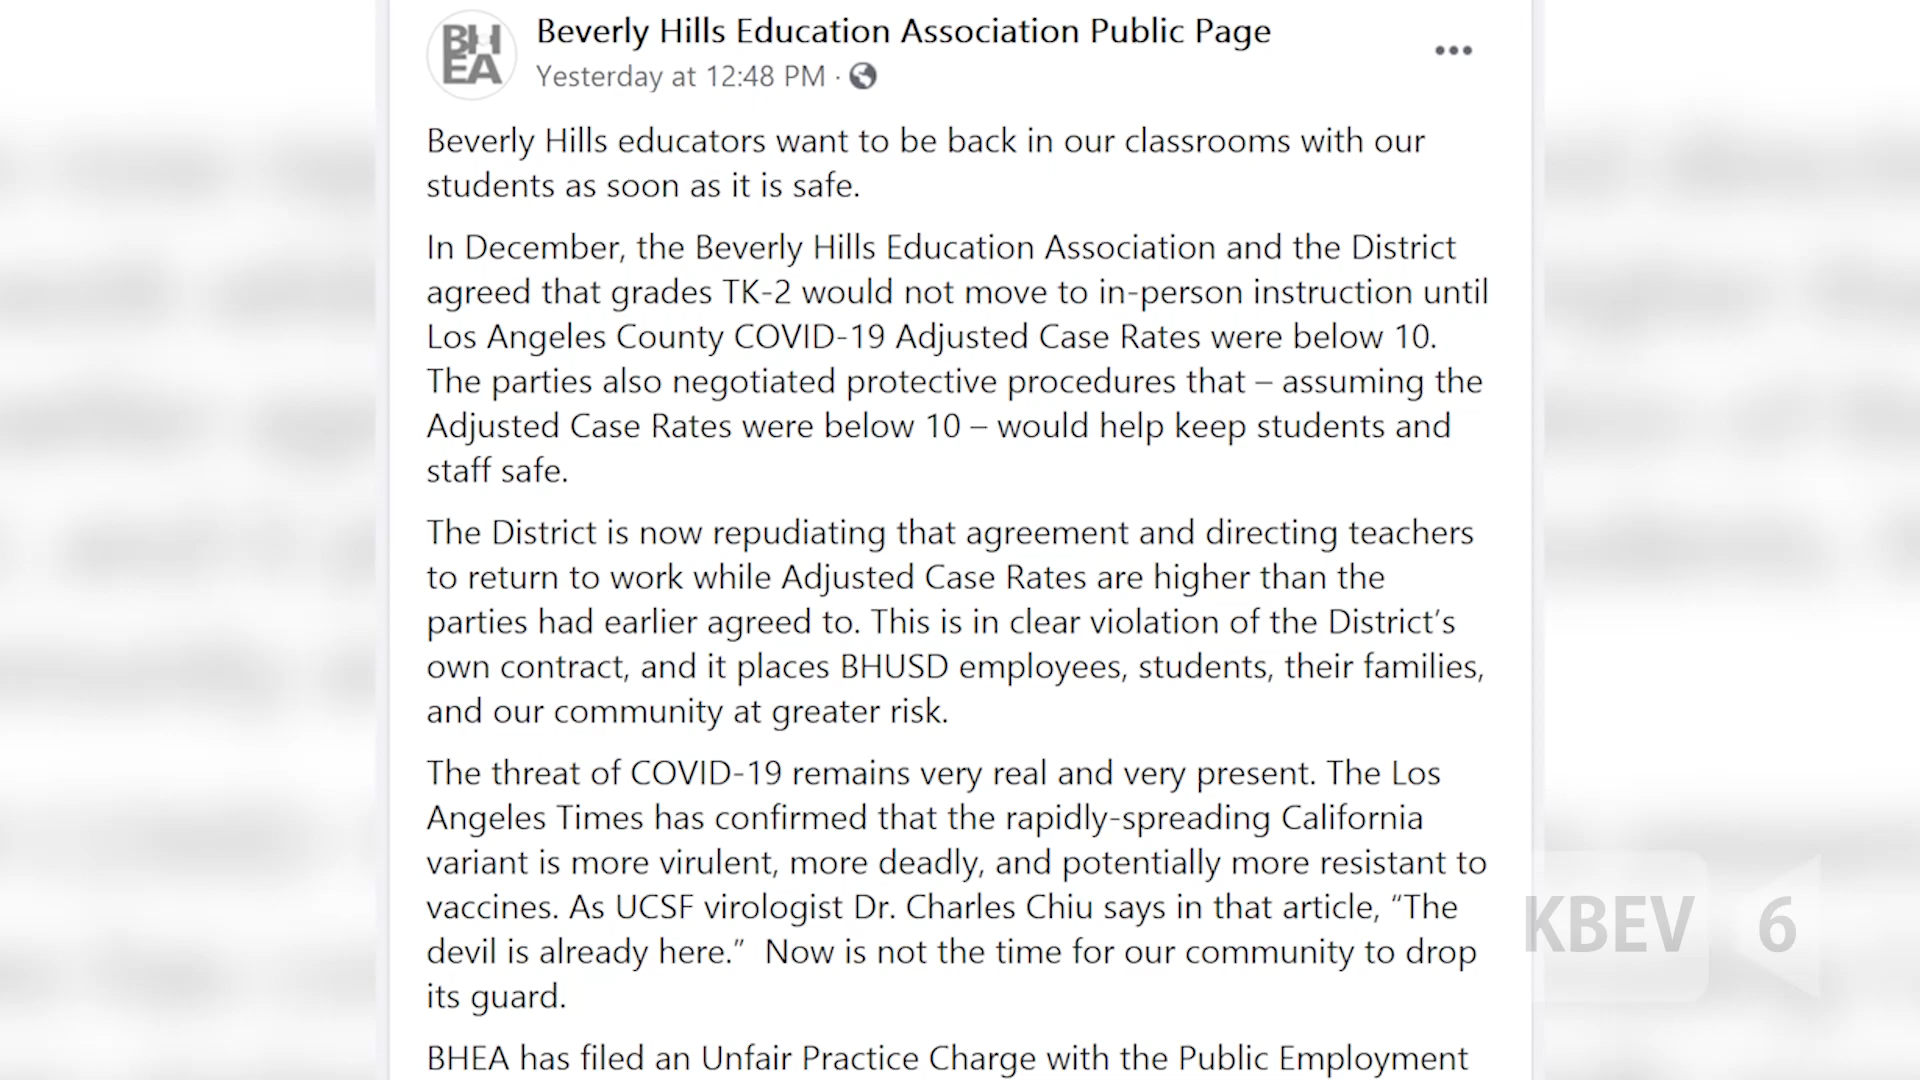 BH
EA
Beverly Hills Education Association Public Page
Yesterday at 12:48 PM ·
Beverly Hills educators want to be back in our classrooms with our
students as soon as it is safe.
In December, the Beverly Hills Education Association and the District
agreed that grades TK-2 would not move to in-person instruction until
Los Angeles County COVID-19 Adjusted Case Rates were below 10.
The parties also negotiated protective procedures that – assuming the
Adjusted Case Rates were below 10 – would help keep students and
staff safe.
The District is now repudiating that agreement and directing teachers
to return to work while Adjusted Case Rates are higher than the
parties had earlier agreed to. This is in clear violation of the District’s
own contract, and it places BHUSD employees, students, their families,
and our community at greater risk.
The threat of COVID-19 remains very real and very present. The Los
Angeles Times has confirmed that the rapidly-spreading California
variant is more virulent, more deadly, and potentially more resistant to
vaccines. As UCSF virologist Dr. Charles Chiu says in that article, “The
devil is already here.”  Now is not the time for our community to drop
its guard.
BHEA has filed an Unfair Practice Charge with the Public Employment
KBEV 6